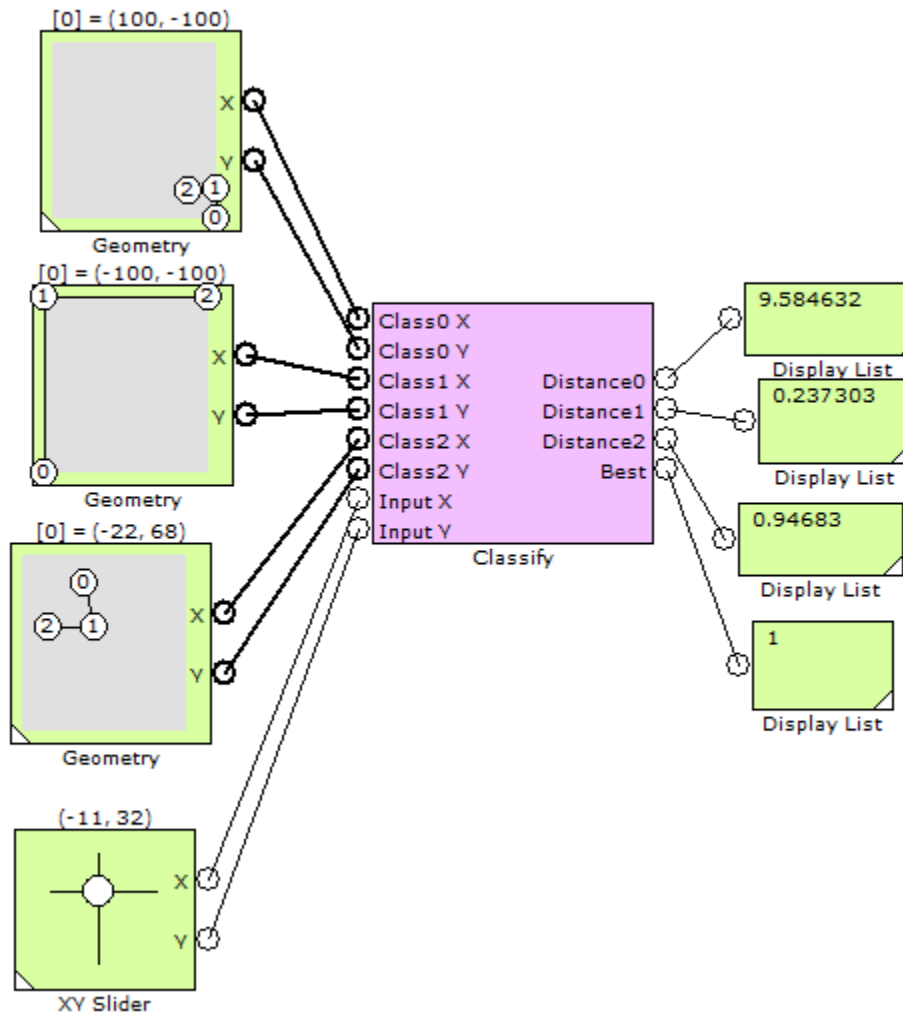 [0] = (100, -100)
X
Y
2
1
0
Geometry
[0] = (-100, -100)
1
2
X
Y
0
Geometry
[0] = (-22, 68)
0
2
1
X
Y
Geometry
(-11, 32)
X
Y
XY Slider
Class0 X
Class0 Y
Class1 X
Class1 Y
Class2 X
Class2 Y
Input X
Input Y
Distance0
Distance1
Distance2
Best
Classify
9.584632
Display List
0.237303
Display List
0.94683
Display List
1
Display List